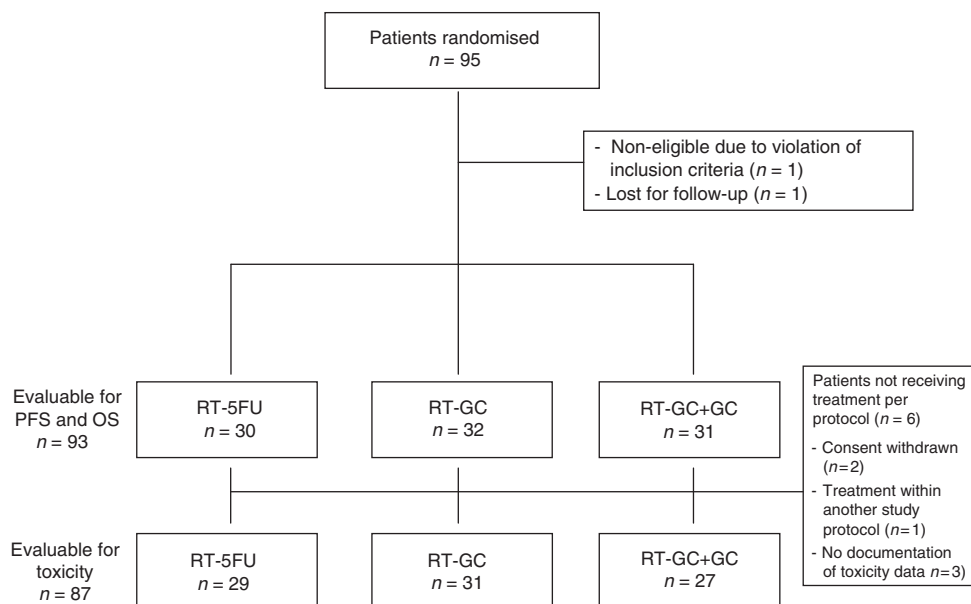 Patients randomised
n = 95
- Non-eligible due to violation of
inclusion criteria (n = 1)
- Lost for follow-up (n = 1)
Evaluable for
PFS and OS
n = 93
RT-5FU
n = 30
RT-GC
n = 32
RT-GC+GC
n = 31
Patients not receiving
treatment per
protocol (n = 6)
- Consent withdrawn
(n=2)
- Treatment within
another study
protocol (n=1)
- No documentation
of toxicity data n=3)
Evaluable for
toxicity
n = 87
RT-5FU
n = 29
RT-GC
n = 31
RT-GC+GC
n = 27